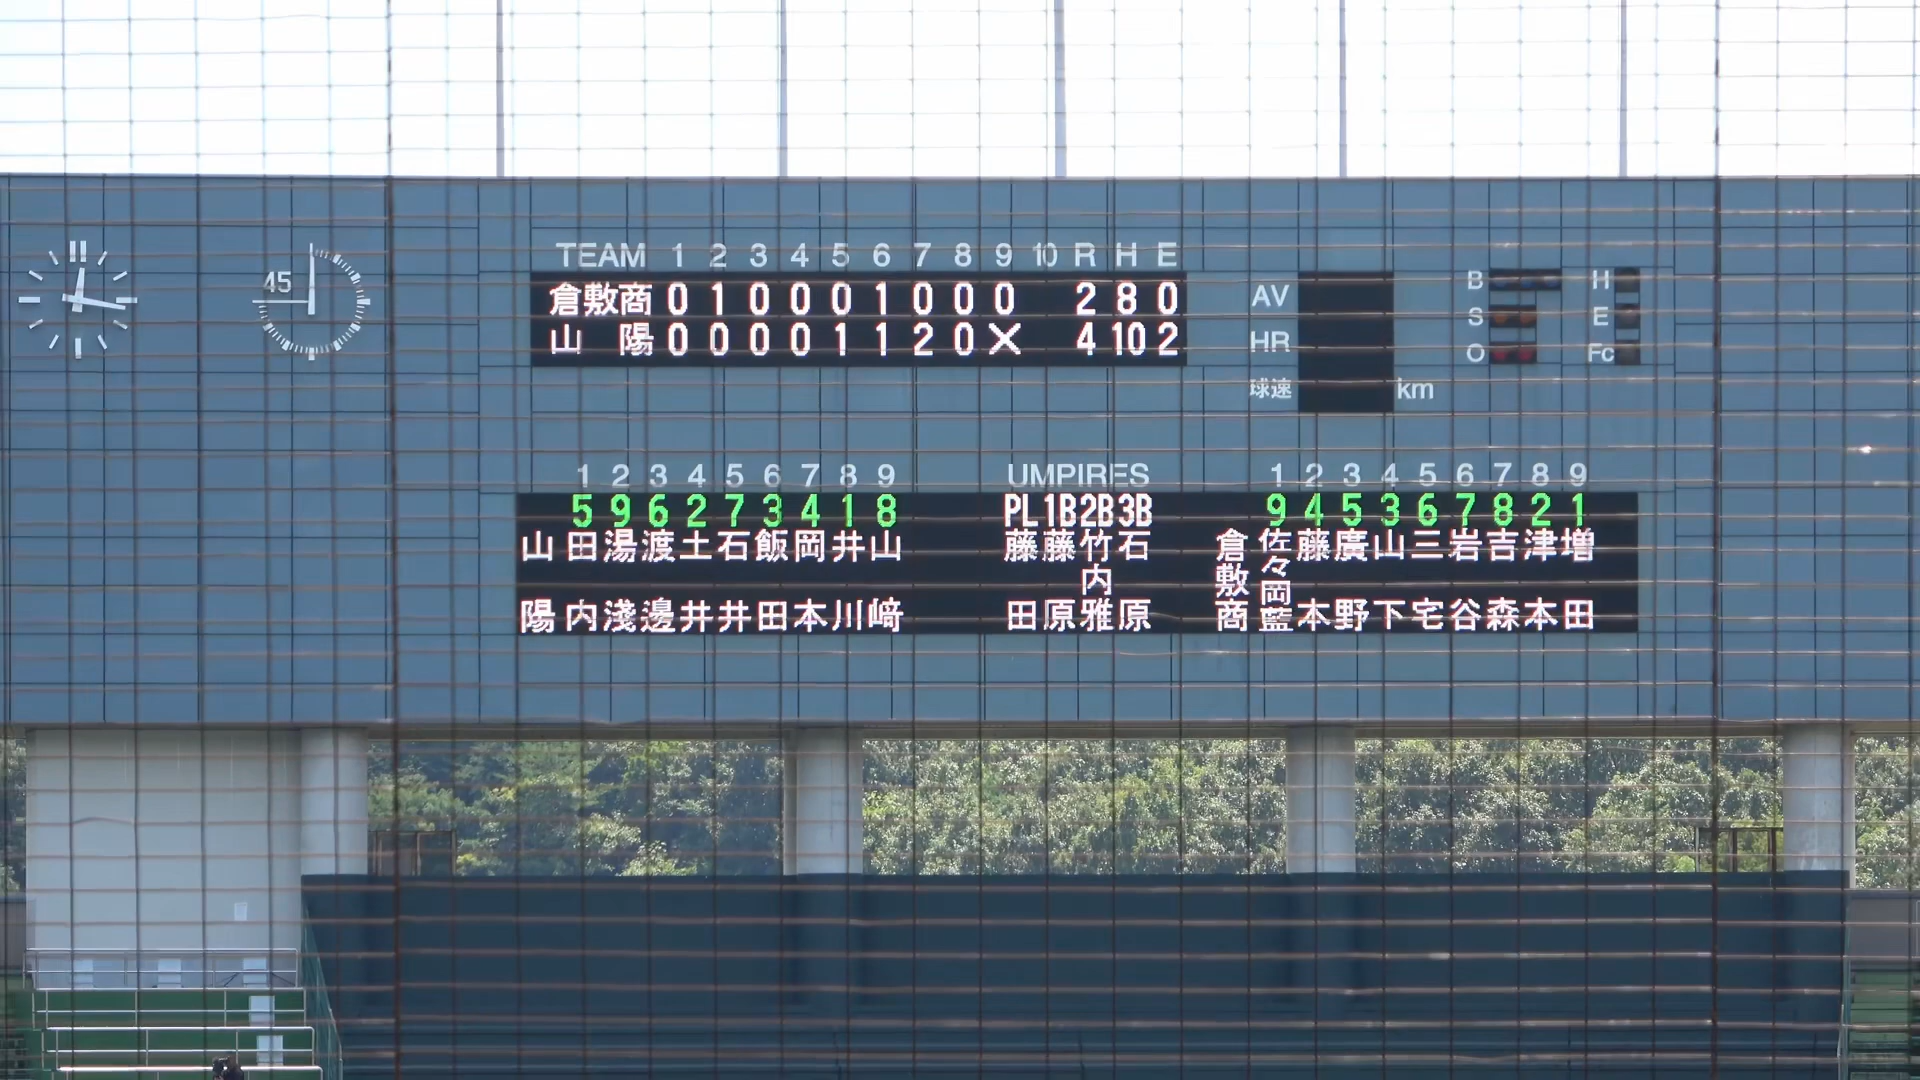 TEAM 1 2 3 4 5 6 7 8 9 10 R H E
倉敷商 0 1 0 0 0 1 0 0 0 2 8 0
山陽 0 0 0 0 1 1 2 0 X 4 10 2
45
AV
HR
球速 km
B
S
O
H
E
Fc
1 2 3 4 5 6 7 8 9
5 9 6 2 7 3 4 1 8
山陽
田内
湯淺
渡邊
土井
石井
飯田
岡本
井川
山﨑
UMPIRES
PL 1B 2B 3B
藤田
藤原
竹内雅
石原
1 2 3 4 5 6 7 8 9
9 4 5 3 6 7 8 2 1
倉敷商
佐々岡藍
藤本
廣野
山下
三宅
岩谷
吉森
津本
増田